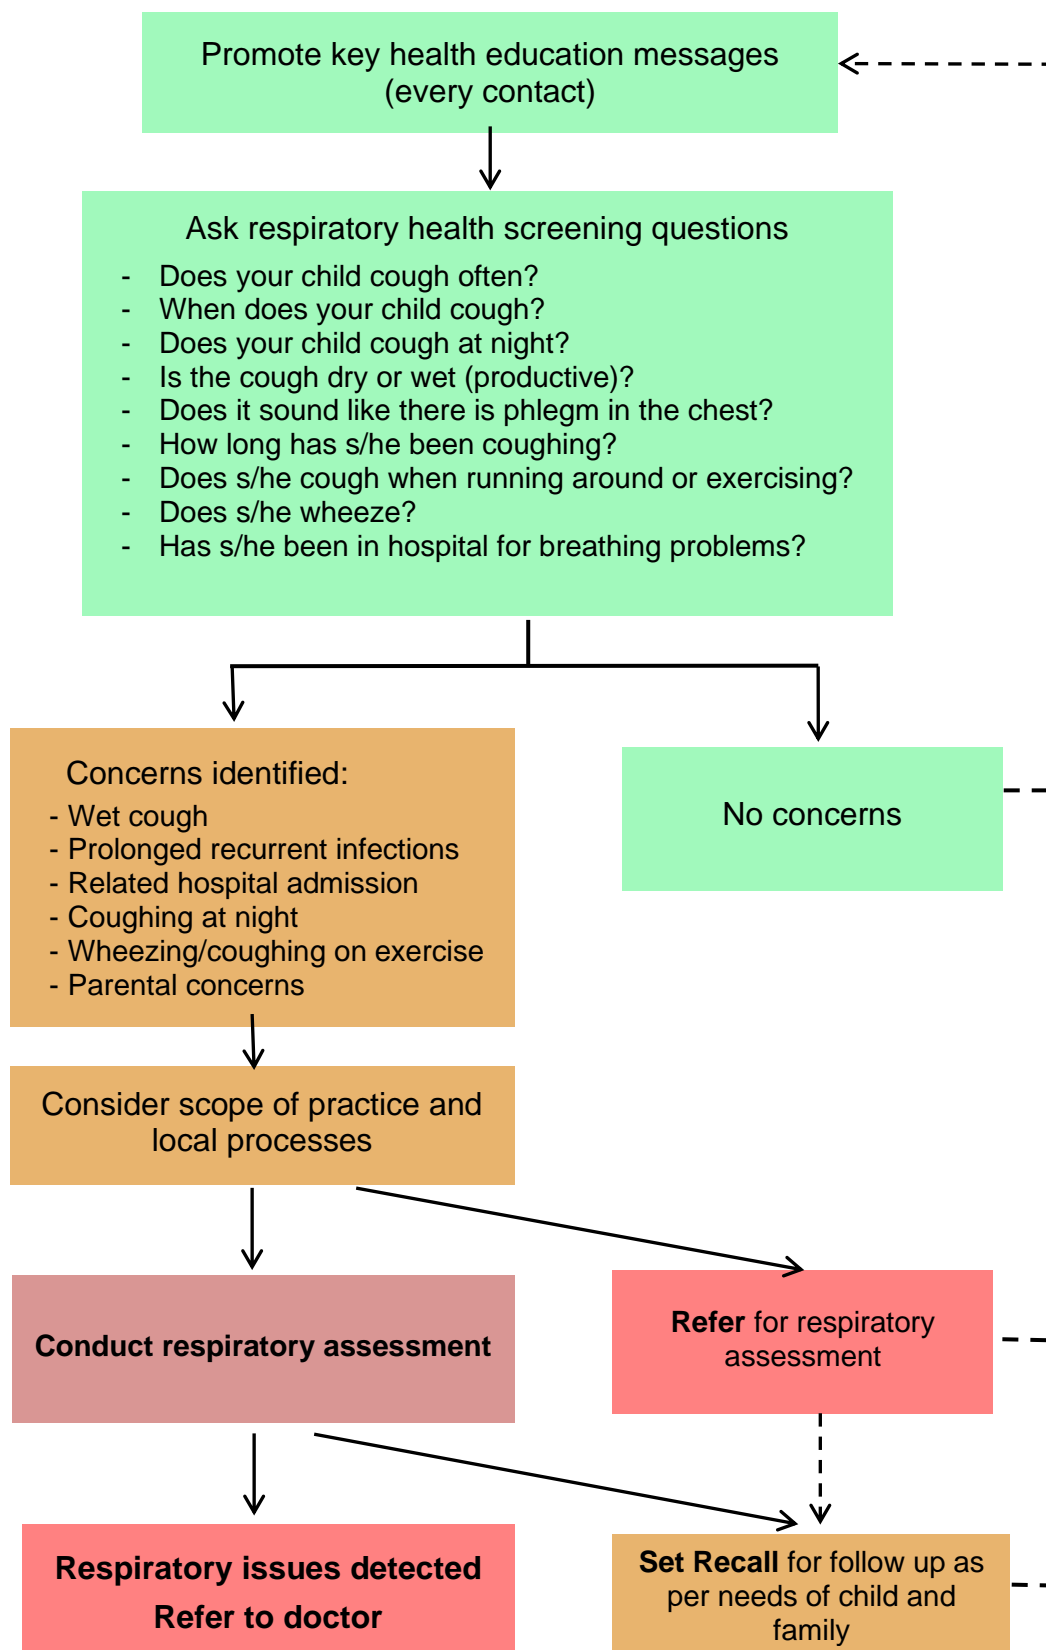 Promote key health education messages
(every contact)
Ask respiratory health screening questions
- Does your child cough often?
- When does your child cough?
- Does your child cough at night?
- Is the cough dry or wet (productive)?
- Does it sound like there is phlegm in the chest?
- How long has s/he been coughing?
- Does s/he cough when running around or exercising?
- Does s/he wheeze?
- Has s/he been in hospital for breathing problems?
Concerns identified:
- Wet cough
- Prolonged recurrent infections
- Related hospital admission
- Coughing at night
- Wheezing/coughing on exercise
- Parental concerns
No concerns
Consider scope of practice and
local processes
Conduct respiratory assessment
Refer for respiratory
assessment
Respiratory issues detected
Refer to doctor
Set Recall for follow up as
per needs of child and
family